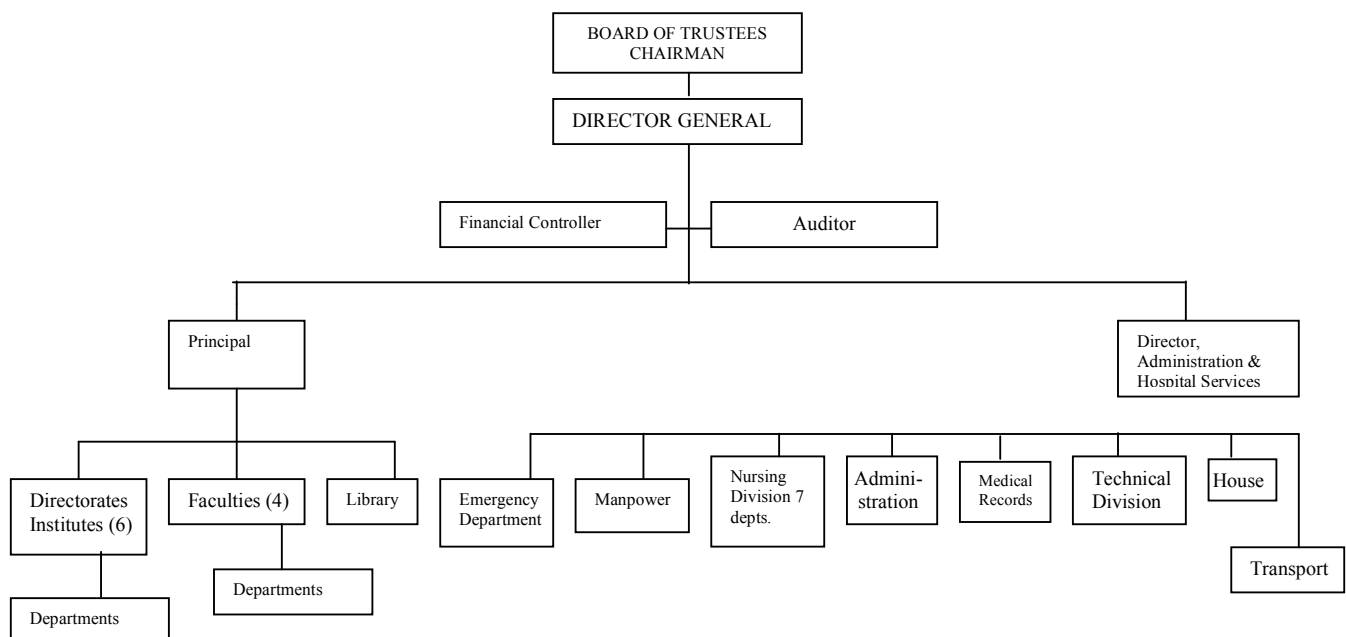 BOARD OF TRUSTEES
CHAIRMAN
DIRECTOR GENERAL
Financial Controller
Auditor
Principal
Director,
Administration &
Hospital Services
Directorates
Institutes (6)
Faculties (4)
Library
Emergency
Department
Manpower
Nursing
Division 7
depts.
Admini-
stration
Medical
Records
Technical
Division
House
Departments
Departments
Transport